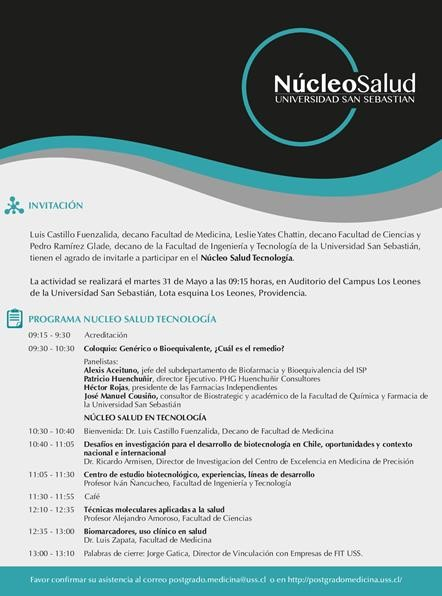 NúcleoSalud
UNIVERSIDAD SAN SEBASTIAN
INVITACIÓN
Luis Castillo Fuenzalida, decano Facultad de Medicina, Leslie Yates Chattin, decano Facultad de Ciencias y
Pedro Ramírez Glade, decano de la Facultad de Ingeniería y Tecnología de la Universidad San Sebastián,
tienen el agrado de invitarle a participar en el Núcleo Salud Tecnología.
La actividad se realizará el martes 31 de Mayo a las 09:15 horas, en Auditorio del Campus Los Leones
de la Universidad San Sebastián, Lota esquina Los Leones, Providencia.
PROGRAMA NUCLEO SALUD TECNOLOGÍA
09:15 - 9:30 Acreditación
09:30 - 10:30 Coloquio: Genérico o Bioequivalente, ¿Cuál es el remedio?
Panelistas:
Alexis Aceituno, jefe del subdepartamento de Biofarmacia y Bioequivalencia del ISP
Patricio Huenchuñir, director Ejecutivo. PHG Huenchuñir Consultores
Héctor Rojas, presidente de las Farmacias Independientes
José Manuel Cousiño, consultor de Biostrategic y académico de la Facultad de Química y Farmacia de
la Universidad San Sebastián
NÚCLEO SALUD EN TECNOLOGÍA
10:30 - 10:40 Bienvenida: Dr. Luis Castillo Fuenzalida, Decano de Facultad de Medicina
10:40 - 11:05 Desafíos en investigación para el desarrollo de biotecnología en Chile, oportunidades y contexto
nacional e internacional
Dr. Ricardo Armisen, Director de Investigacion del Centro de Excelencia en Medicina de Precisión
11:05 - 11:30 Centro de estudio biotecnológico, experiencias, líneas de desarrollo
Profesor Iván Ñancucheo, Facultad de Ingeniería y Tecnología
11:30 - 11:55 Café
12:10 - 12:35 Técnicas moleculares aplicadas a la salud
Profesor Alejandro Amoroso, Facultad de Ciencias
12:35 - 13:00 Biomarcadores, uso clínico en salud
Dr. Luis Zapata, Facultad de Medicina
13:00 - 13:10 Palabras de cierre: Jorge Gatica, Director de Vinculación con Empresas de FIT USS.
Favor confirmar su asistencia al correo postgrado.medicina@uss.cl o en http://postgradomedicina.uss.cl/